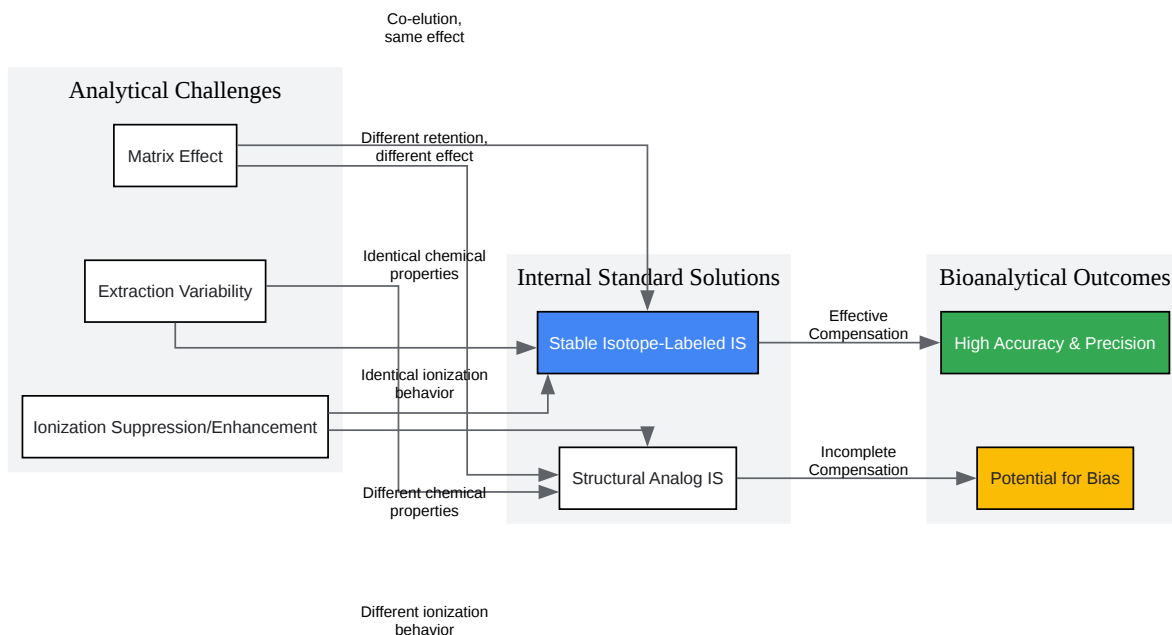 Co-elution,
same effect
Analytical Challenges
Matrix Effect
Different retention,
different effect
Extraction Variability
Identical chemical
properties
Internal Standard Solutions
Bioanalytical Outcomes
Stable Isotope-Labeled IS
Effective
Compensation
High Accuracy & Precision
Identical ionization
behavior
Ionization Suppression/Enhancement
Structural Analog IS
Incomplete
Compensation
Potential for Bias
Different chemical
properties
Different ionization
behavior